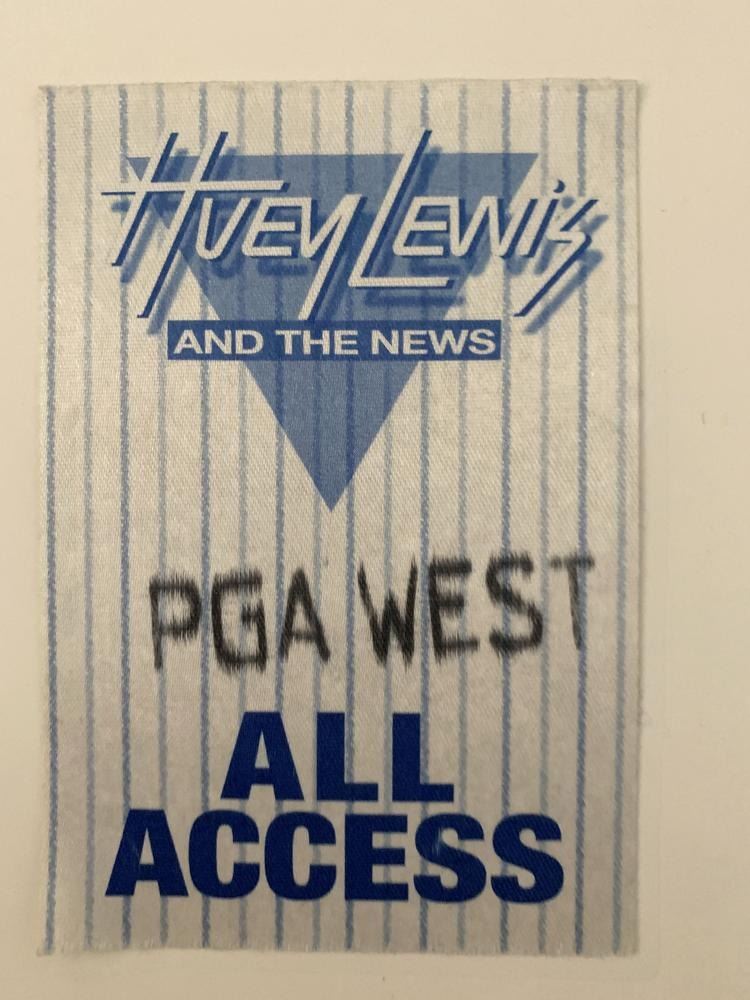 Huey Lewis
AND THE NEWS
PGA WEST
ALL
ACCESS